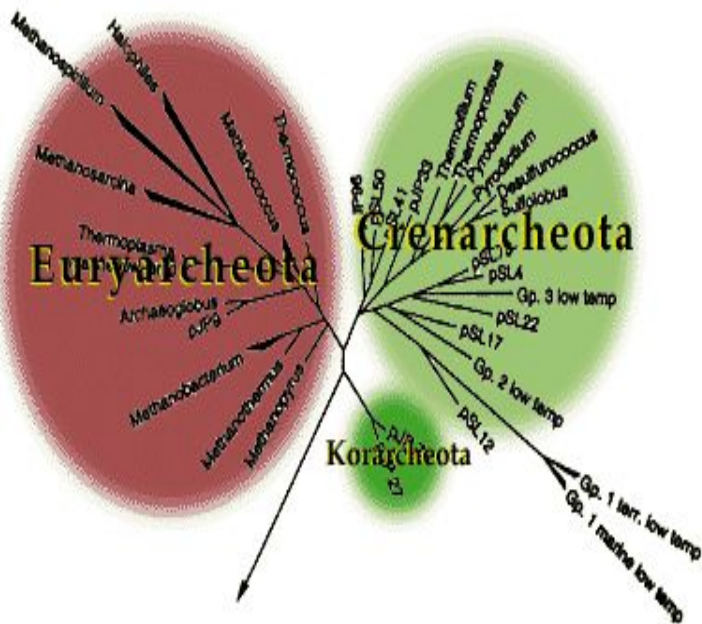 Methanospirillum
Halophiles
Methanosarcina
Methanococcus
Thermococcus
Thermoplasma
Euryarcheota
Archaeoglobus
pJP9
Methanobacterium
Methanothermus
Methanopyrus
pJP33
Thermofilum
Thermoproteus
Pyrobaculum
Pyrodictium
Desulfurococcus
Sulfolobus
Crenarcheota
pSL4
Gp. 3 low temp
pSL22
pSL17
Gp. 2 low temp
pSL12
Gp. 1 terr. low temp
Gp. 1 marine low temp
Korarcheota